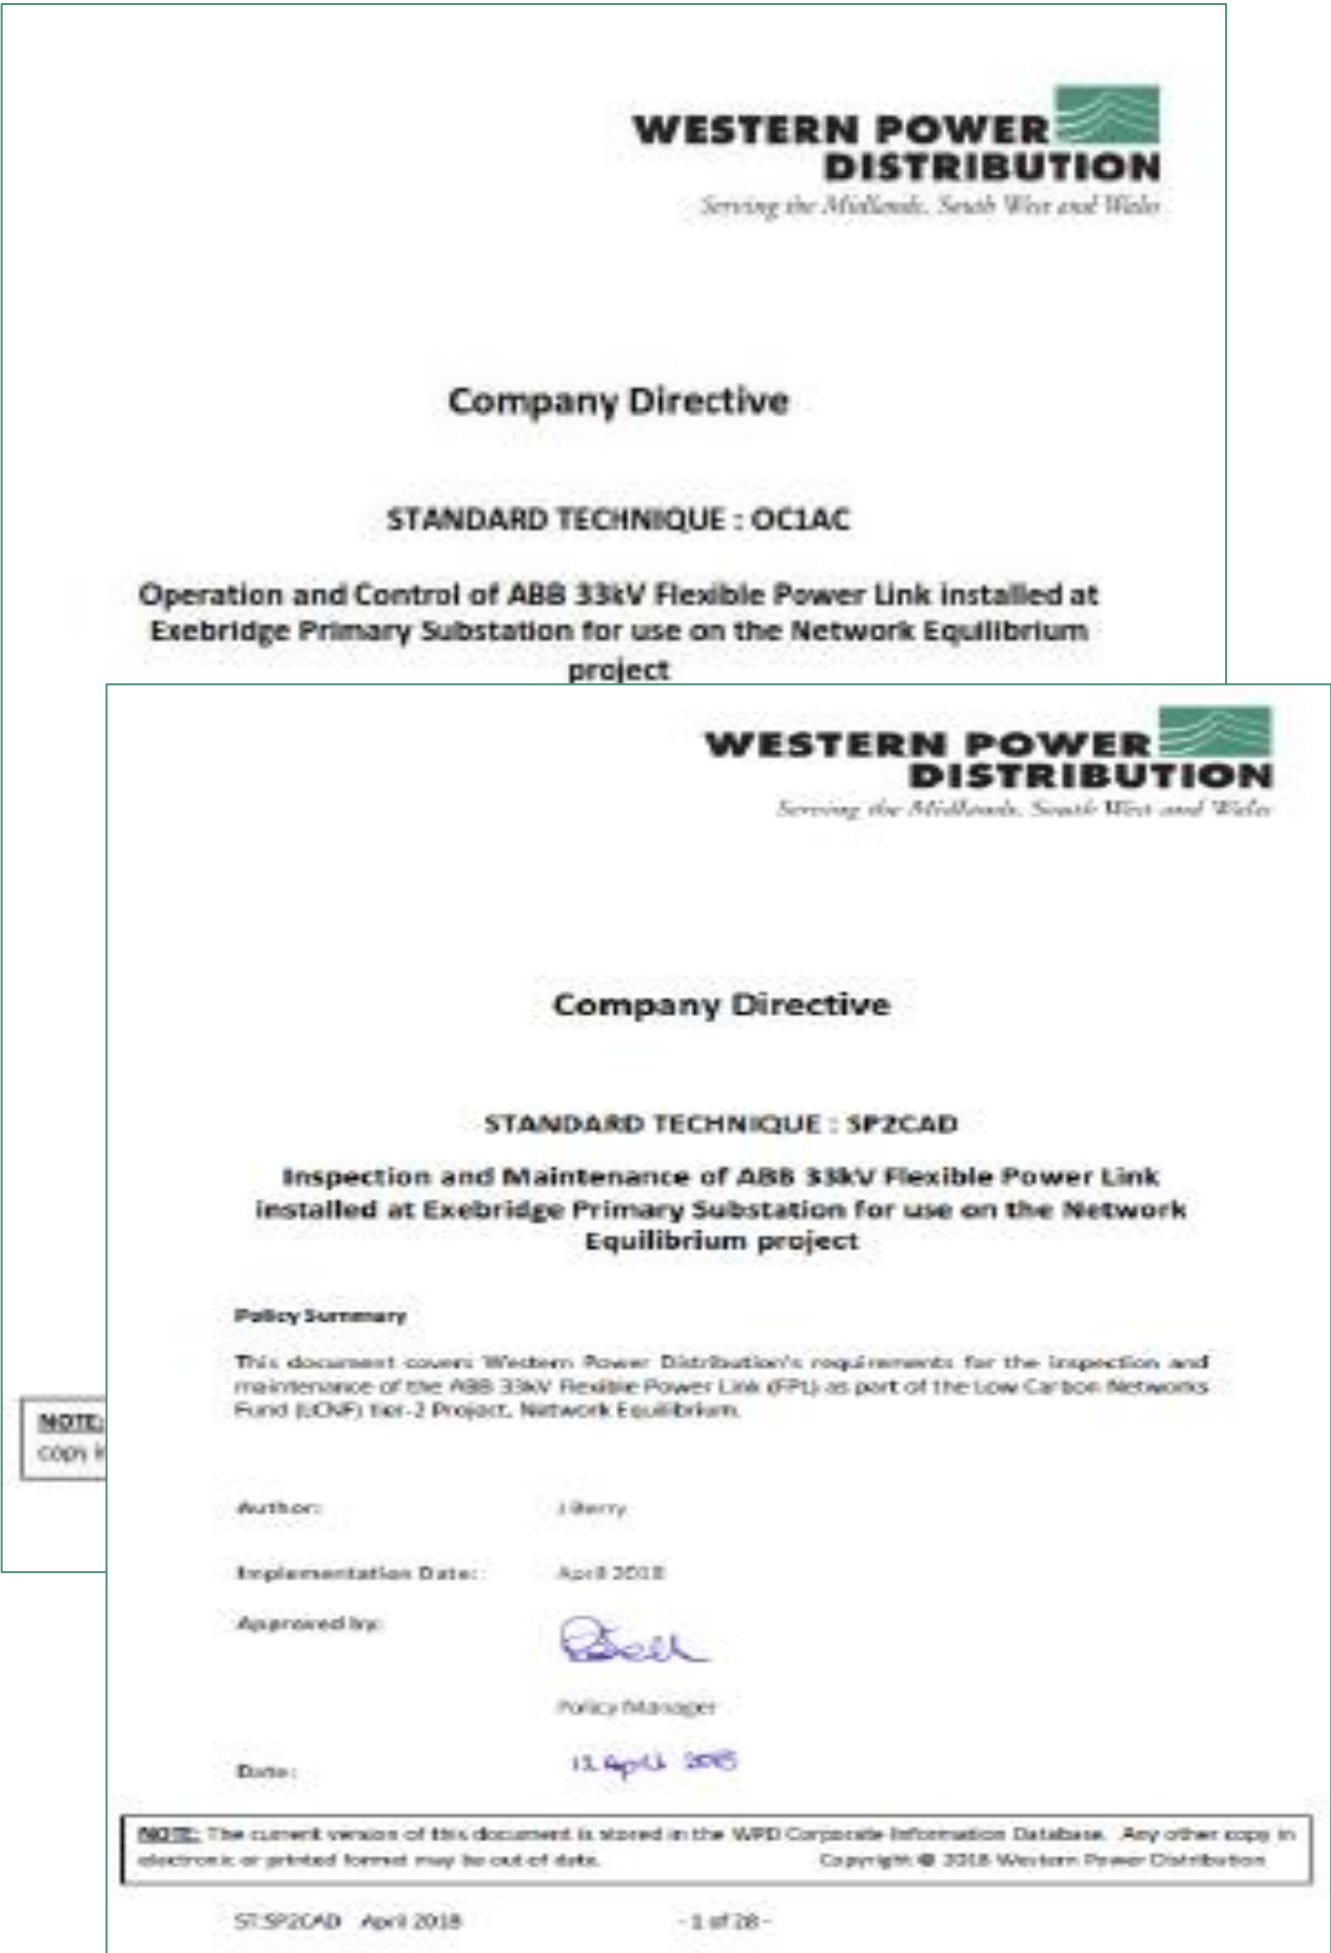 WESTERN POWER
DISTRIBUTION
Serving the Midlands, South West and Wales
Company Directive
STANDARD TECHNIQUE : OC1AC
Operation and Control of ABB 33kV Flexible Power Link installed at
Exebridge Primary Substation for use on the Network Equilibrium
project
NOTE:
copy i
WESTERN POWER
DISTRIBUTION
Serving the Midlands, South West and Wales
Company Directive
STANDARD TECHNIQUE : SP2CAD
Inspection and Maintenance of ABB 33kV Flexible Power Link
installed at Exebridge Primary Substation for use on the Network
Equilibrium project
Policy Summary
This document covers Western Power Distribution's requirements for the inspection and
maintenance of the ABB 33kV Flexible Power Link (FPL) as part of the Low Carbon Networks
Fund (LCNF) tier-2 Project, Network Equilibrium.
Author: J Berry
Implementation Date: April 2018
Approved by:
Policy Manager
Date: 12 April 2018
NOTE: The current version of this document is stored in the WPD Corporate Information Database. Any other copy in
electronic or printed format may be out of date. Copyright © 2018 Western Power Distribution
ST:SP2CAD April 2018 - 1 of 28 -